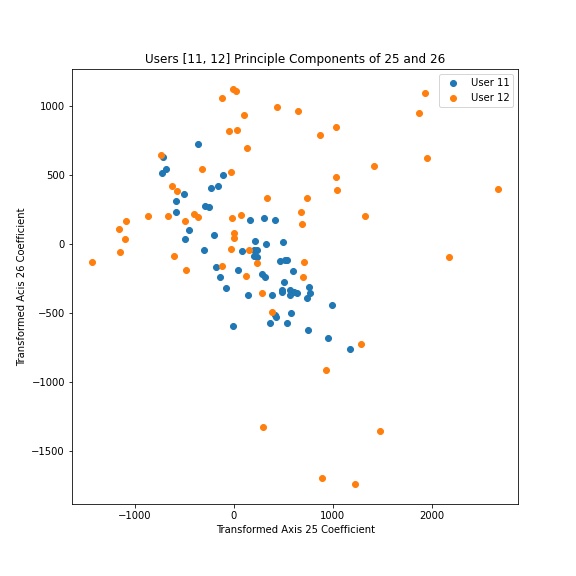 Users [11, 12] Principle Components of 25 and 26
User 11
User 12
1000
500
0
−500
−1000
−1500
Transformed Acis 26 Coefficient
−1000
0
1000
2000
Transformed Axis 25 Coefficient